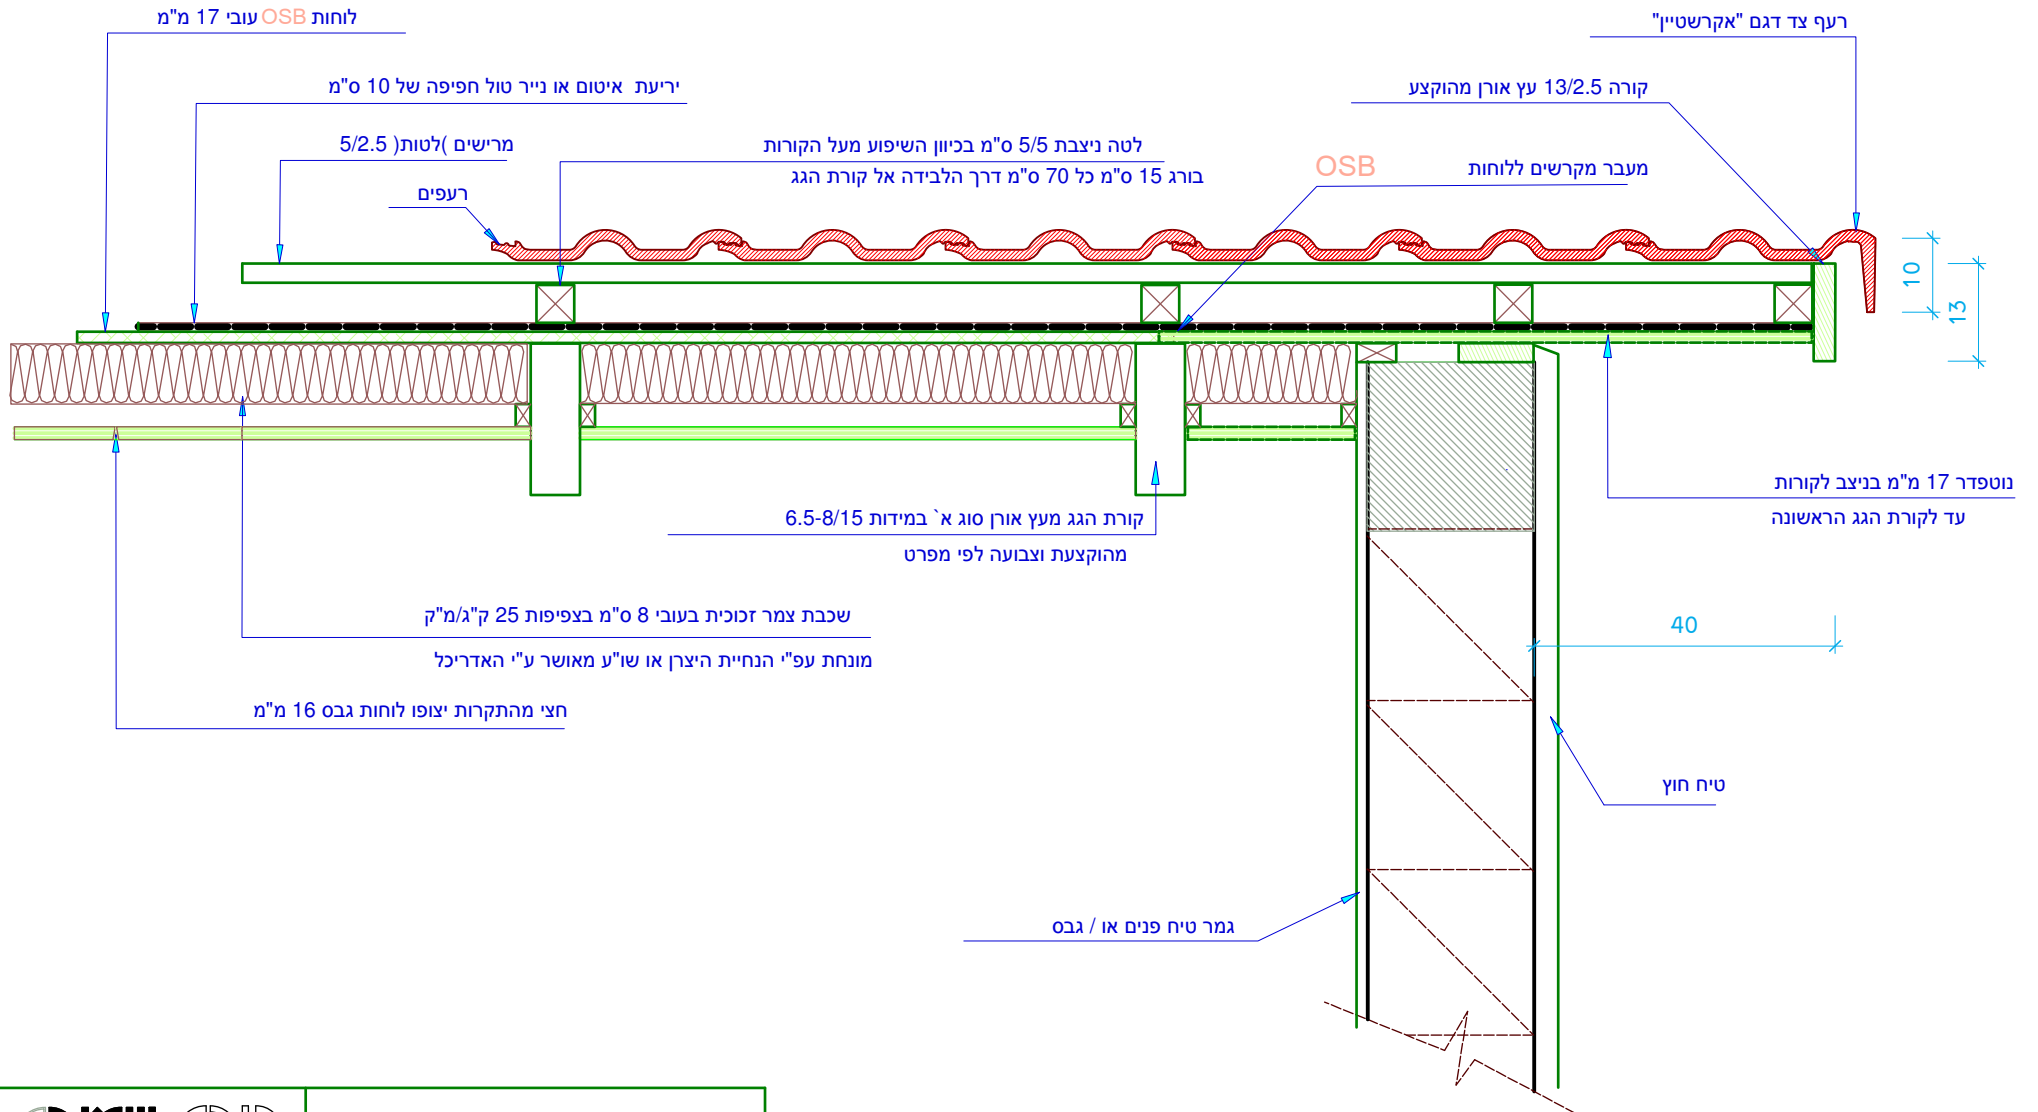 לוחות OSB עובי 17 מ"מ
רעף צד דגם "אקרשטיין"
יריעת איטום או נייר טול חפיפה של 10 ס"מ
קורה 13/2.5 עץ אורן מהוקצע
מרישים )לטות( 5/2.5
לטה ניצבת 5/5 ס"מ בכיוון השיפוע מעל הקורות
בורג 15 ס"מ כל 70 ס"מ דרך הלבידה אל קורת הגג
מעבר מקרשים ללוחות OSB
רעפים
10
13
נוטפדר 17 מ"מ בניצב לקורות
עד לקורת הגג הראשונה
קורת הגג מעץ אורן סוג א` במידות 6.5-8/15
מהוקצעת וצבועה לפי מפרט
שכבת צמר זכוכית בעובי 8 ס"מ בצפיפות 25 ק"ג/מ"ק
מונחת עפ"י הנחיית היצרן או שו"ע מאושר ע"י האדריכל
40
חצי מהתקרות יצופו לוחות גבס 16 מ"מ
טיח חוץ
גמר טיח פנים או / גבס